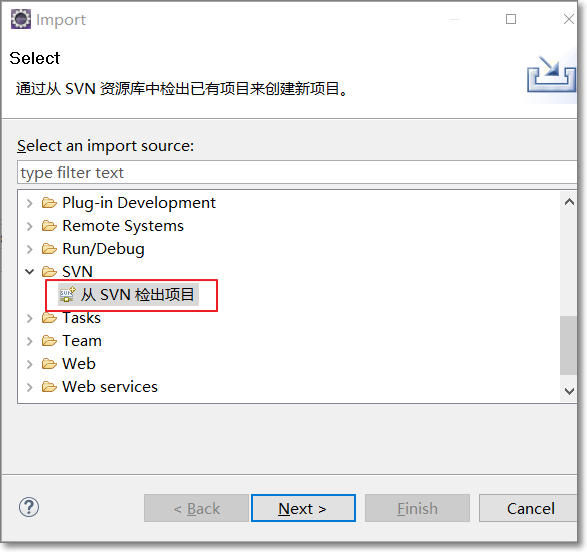 Import
Select
通过从 SVN 资源库中检出已有项目来创建新项目。
Select an import source:
type filter text
Plug-in Development
Remote Systems
Run/Debug
SVN
从 SVN 检出项目
Tasks
Team
Web
Web services
? < Back Next > Finish Cancel